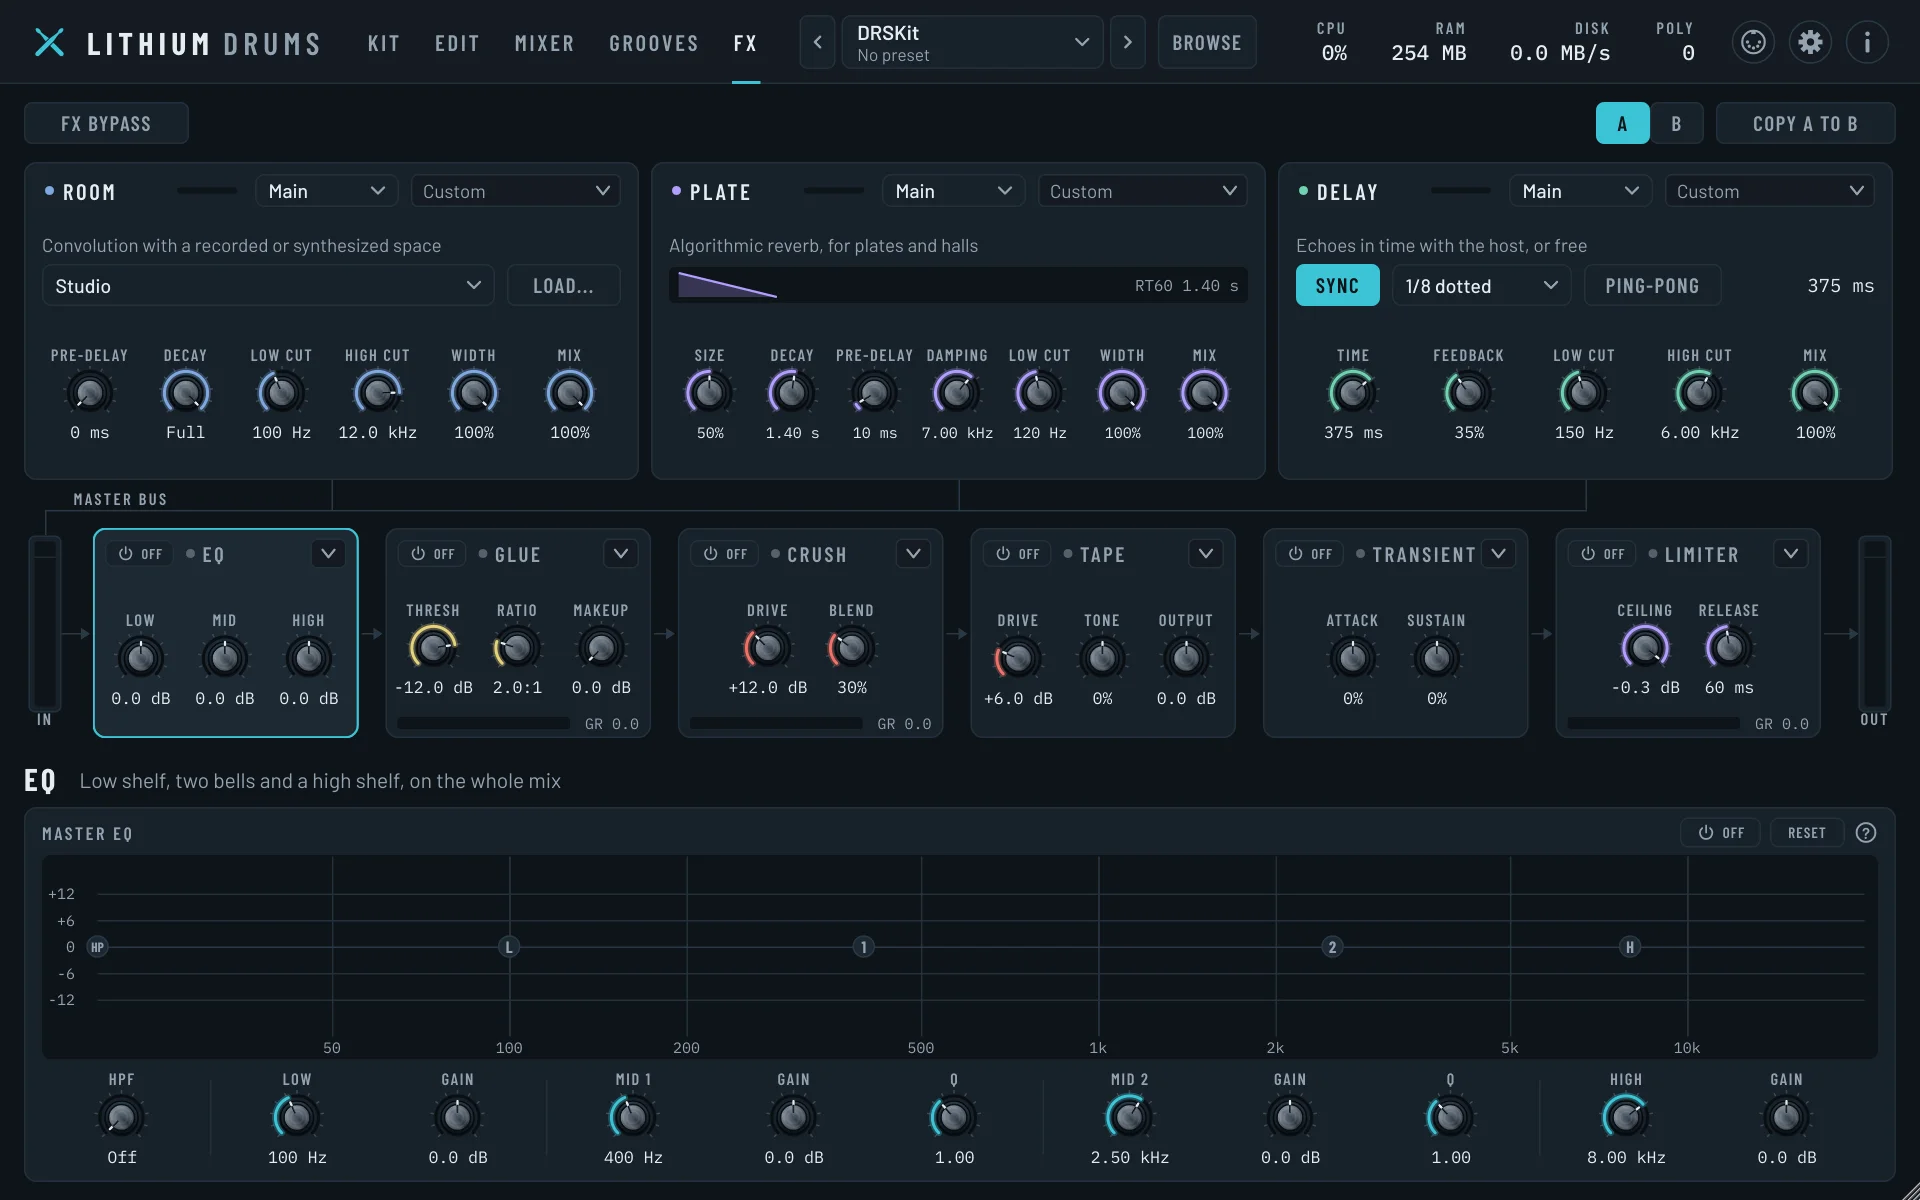 LITHIUM DRUMS KIT EDIT MIXER GROOVES FX
DRSKit
No preset
BROWSE
CPU RAM DISK POLY
0% 254 MB 0.0 MB/s 0
FX BYPASS A B COPY A TO B
ROOM Main Custom
Convolution with a recorded or synthesized space
Studio LOAD...
PRE-DELAY DECAY LOW CUT HIGH CUT WIDTH MIX
0 ms Full 100 Hz 12.0 kHz 100% 100%
PLATE Main Custom
Algorithmic reverb, for plates and halls
RT60 1.40 s
SIZE DECAY PRE-DELAY DAMPING LOW CUT WIDTH MIX
50% 1.40 s 10 ms 7.00 kHz 120 Hz 100% 100%
DELAY Main Custom
Echoes in time with the host, or free
SYNC 1/8 dotted PING-PONG 375 ms
TIME FEEDBACK LOW CUT HIGH CUT MIX
375 ms 35% 150 Hz 6.00 kHz 100%
MASTER BUS
IN
OFF EQ
LOW MID HIGH
0.0 dB 0.0 dB 0.0 dB
OFF GLUE
THRESH RATIO MAKEUP
-12.0 dB 2.0:1 0.0 dB
GR 0.0
OFF CRUSH
DRIVE BLEND
+12.0 dB 30%
GR 0.0
OFF TAPE
DRIVE TONE OUTPUT
+6.0 dB 0% 0.0 dB
OFF TRANSIENT
ATTACK SUSTAIN
0% 0%
OFF LIMITER
CEILING RELEASE
-0.3 dB 60 ms
GR 0.0
OUT
EQ Low shelf, two bells and a high shelf, on the whole mix
MASTER EQ OFF RESET ?
+12
+6
0 HP L 1 2 H
-6
-12
50 100 200 500 1k 2k 5k 10k
HPF LOW GAIN MID 1 GAIN Q MID 2 GAIN Q HIGH GAIN
Off 100 Hz 0.0 dB 400 Hz 0.0 dB 1.00 2.50 kHz 0.0 dB 1.00 8.00 kHz 0.0 dB